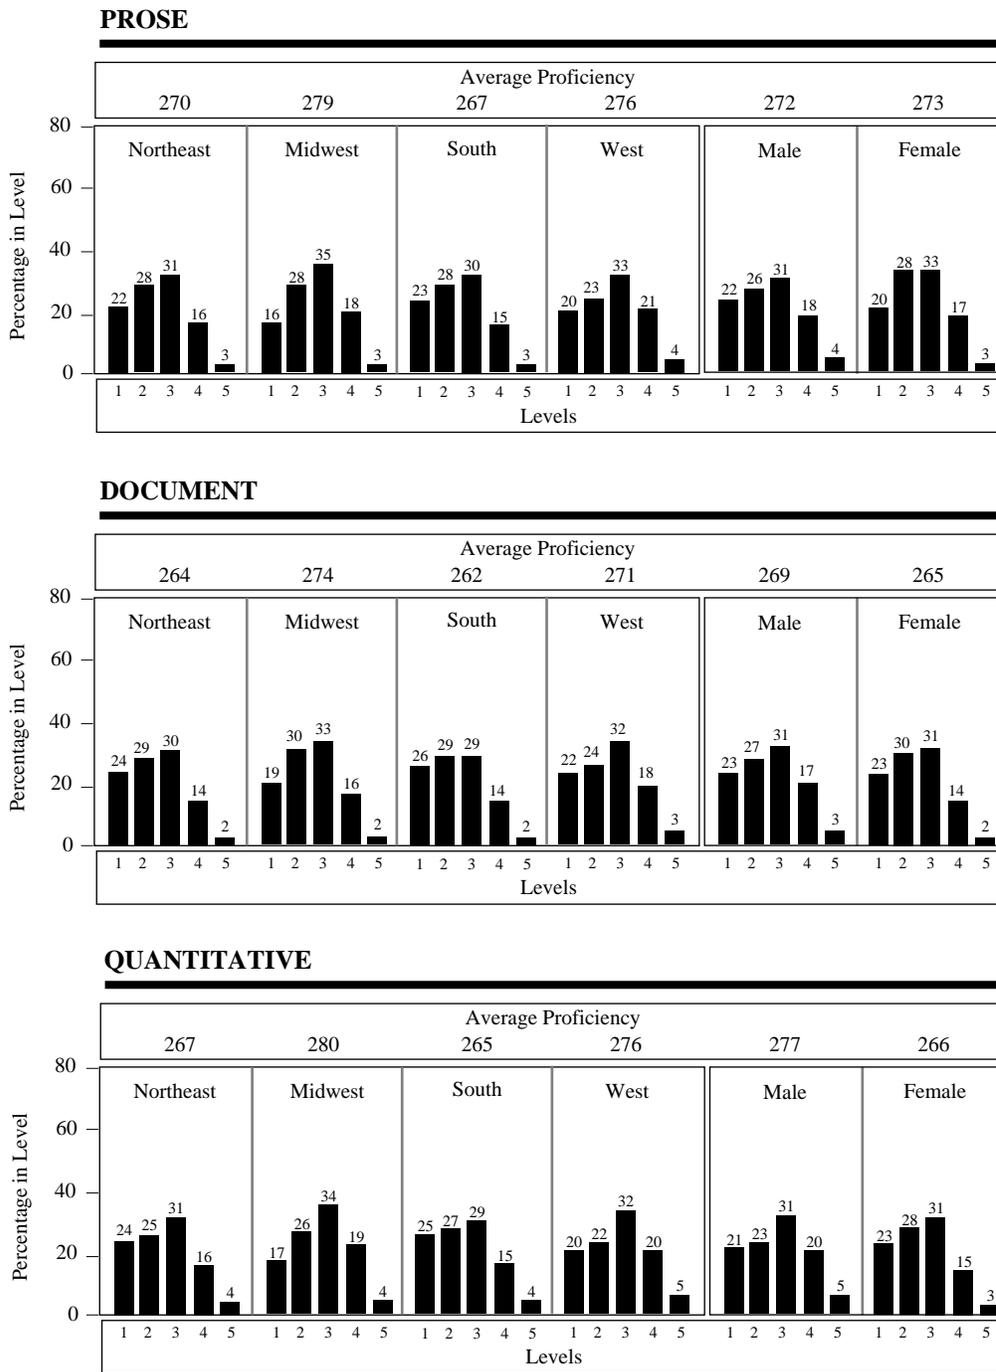 PROSE
Average Proficiency
270 279 267 276 272 273
80 Northeast Midwest South West Male Female
60
Percentage in Level
40
22 28 31 16 3 16 28 35 18 3 23 28 30 15 3 20 23 33 21 4 22 26 31 18 4 20 28 33 17 3
20
0
1 2 3 4 5 1 2 3 4 5 1 2 3 4 5 1 2 3 4 5 1 2 3 4 5 1 2 3 4 5
Levels
DOCUMENT
Average Proficiency
264 274 262 271 269 265
80 Northeast Midwest South West Male Female
60
Percentage in Level
40
24 29 30 14 2 19 30 33 16 2 26 29 29 14 2 22 24 32 18 3 23 27 31 17 3 23 30 31 14 2
20
0
1 2 3 4 5 1 2 3 4 5 1 2 3 4 5 1 2 3 4 5 1 2 3 4 5 1 2 3 4 5
Levels
QUANTITATIVE
Average Proficiency
267 280 265 276 277 266
80 Northeast Midwest South West Male Female
60
Percentage in Level
40
24 25 31 16 4 17 26 34 19 4 25 27 29 15 4 20 22 32 20 5 21 23 31 20 5 23 28 31 15 3
20
0
1 2 3 4 5 1 2 3 4 5 1 2 3 4 5 1 2 3 4 5 1 2 3 4 5 1 2 3 4 5
Levels